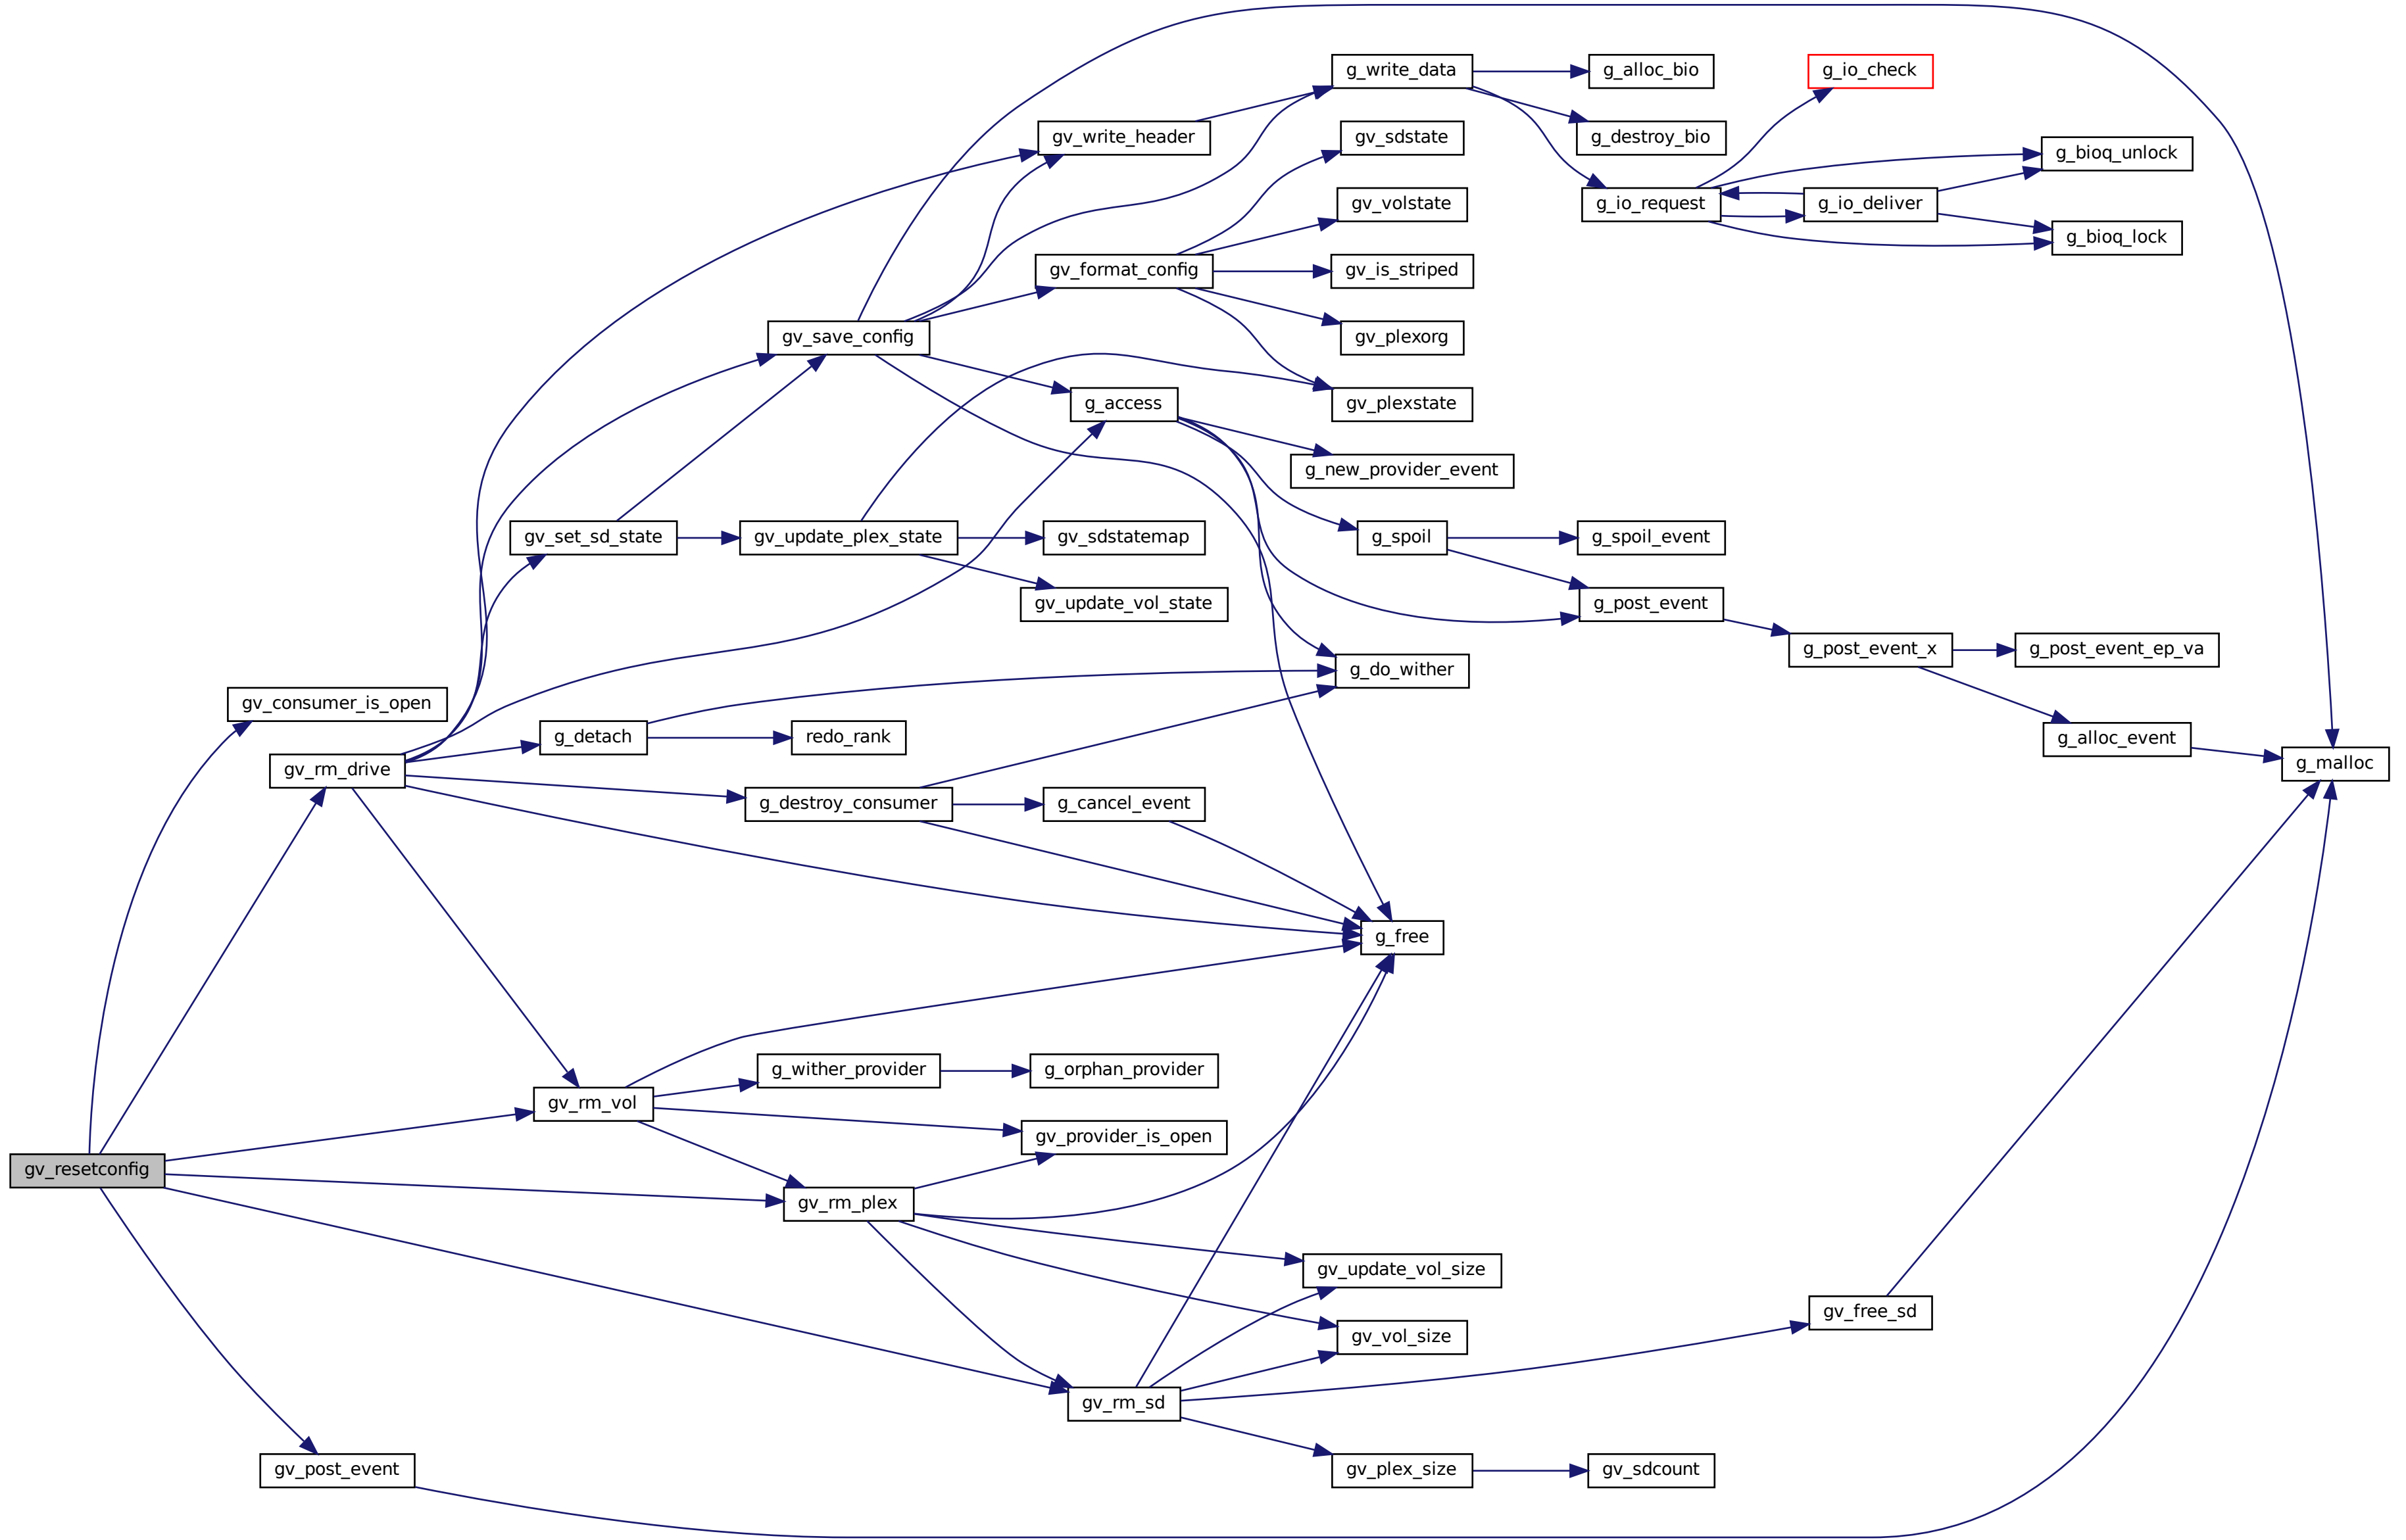 g_write_data
g_alloc_bio
g_io_check
gv_write_header
gv_sdstate
g_destroy_bio
g_bioq_unlock
gv_volstate
g_io_request
g_io_deliver
g_bioq_lock
gv_format_config
gv_is_striped
gv_save_config
gv_plexorg
g_access
gv_plexstate
g_new_provider_event
gv_set_sd_state
gv_update_plex_state
gv_sdstatemap
g_spoil
g_spoil_event
gv_update_vol_state
g_post_event
g_post_event_x
g_post_event_ep_va
g_do_wither
gv_consumer_is_open
g_detach
redo_rank
g_alloc_event
gv_rm_drive
g_malloc
g_destroy_consumer
g_cancel_event
g_free
g_wither_provider
g_orphan_provider
gv_rm_vol
gv_provider_is_open
gv_resetconfig
gv_rm_plex
gv_update_vol_size
gv_free_sd
gv_vol_size
gv_rm_sd
gv_post_event
gv_plex_size
gv_sdcount